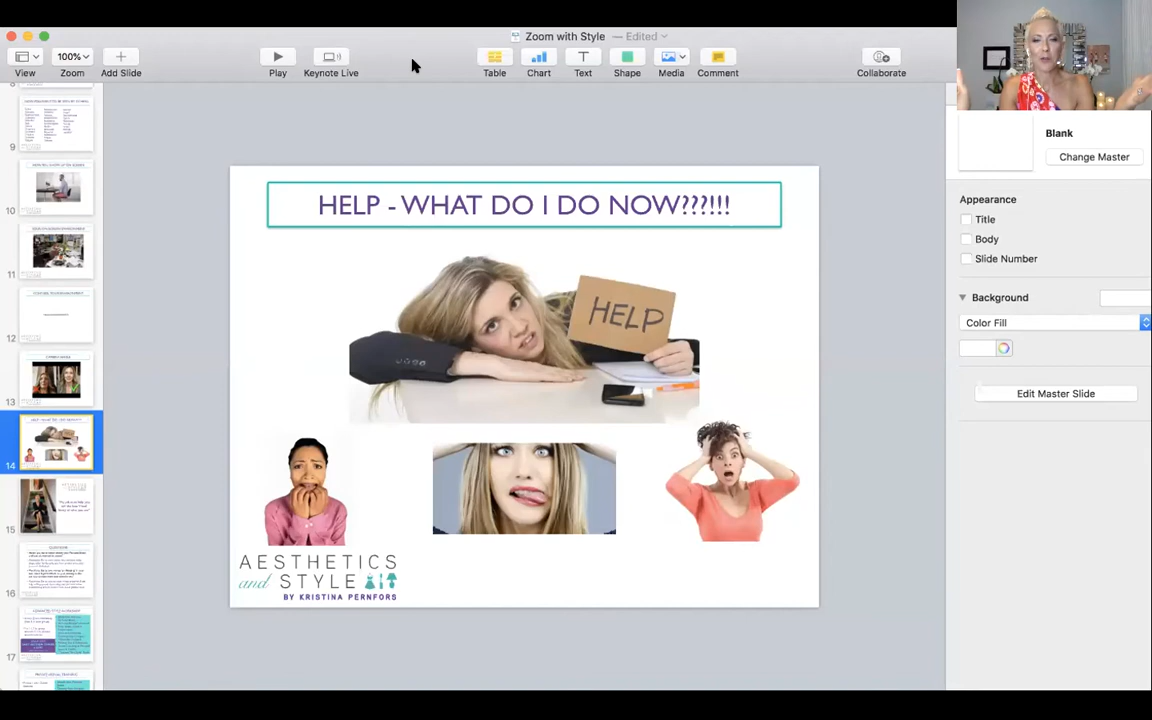 Zoom with Style — Edited
100%
View
Zoom
Add Slide
Play
Keynote Live
Table
Chart
Text
Shape
Media
Comment
Collaborate
Blank
Change Master
Appearance
Title
Body
Slide Number
Background
Color Fill
Edit Master Slide
9
10
11
12
13
14
15
16
17
HELP - WHAT DO I DO NOW???!!!
HELP
AESTHETICS
and STYLE
BY KRISTINA PERNFORS